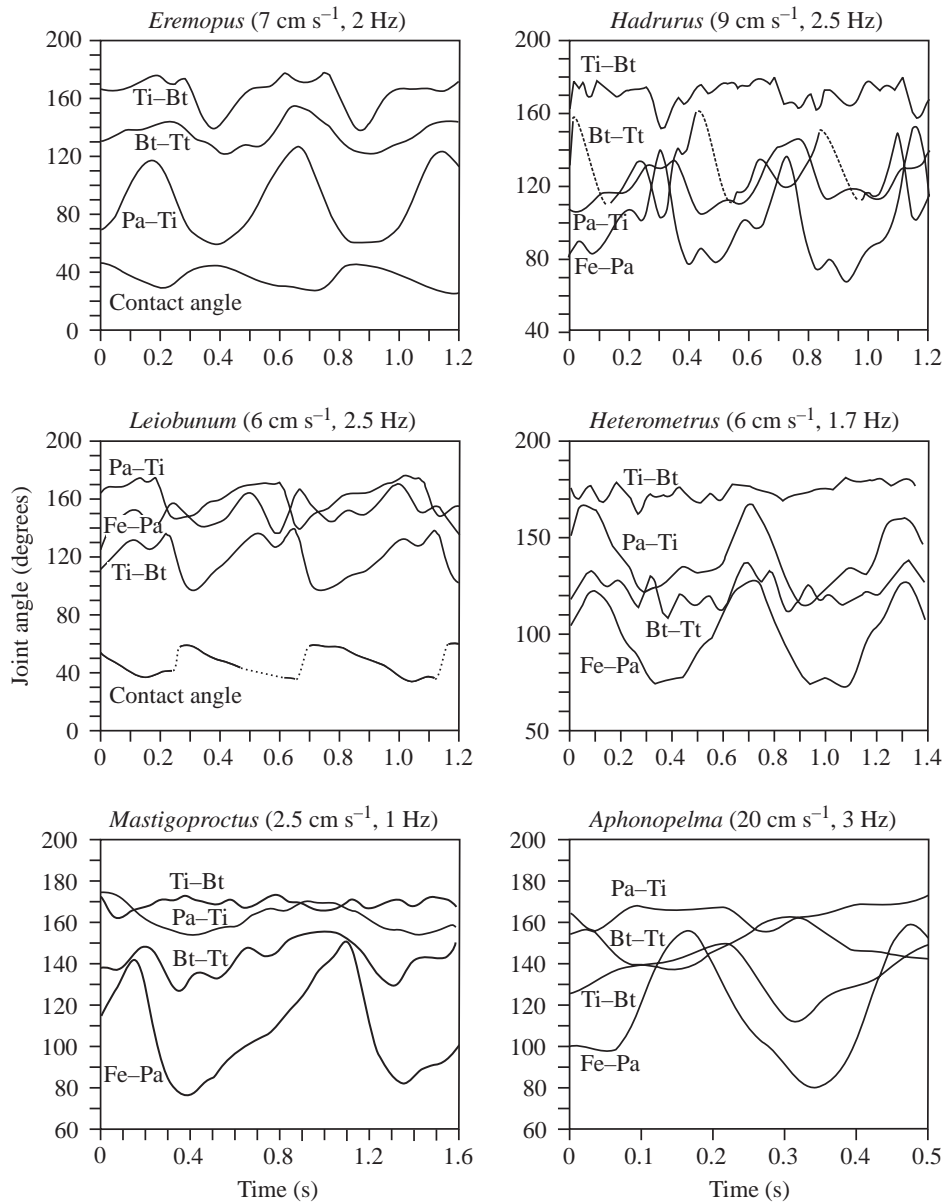 Eremopus (7 cm s⁻¹, 2 Hz)
200
160
120
80
40
0
Ti–Bt
Bt–Tt
Pa–Ti
Contact angle
0 0.2 0.4 0.6 0.8 1.0 1.2
Hadrurus (9 cm s⁻¹, 2.5 Hz)
200
160
120
80
40
Ti–Bt
Bt–Tt
Pa–Ti
Fe–Pa
0 0.2 0.4 0.6 0.8 1.0 1.2
Leiobunum (6 cm s⁻¹, 2.5 Hz)
Joint angle (degrees)
200
160
120
80
40
0
Pa–Ti
Fe–Pa
Ti–Bt
Contact angle
0 0.2 0.4 0.6 0.8 1.0 1.2
Heterometrus (6 cm s⁻¹, 1.7 Hz)
200
150
100
50
Ti–Bt
Pa–Ti
Bt–Tt
Fe–Pa
0 0.2 0.4 0.6 0.8 1.0 1.2 1.4
Mastigoproctus (2.5 cm s⁻¹, 1 Hz)
200
180
160
140
120
100
80
60
Ti–Bt
Pa–Ti
Bt–Tt
Fe–Pa
0 0.4 0.8 1.1 1.6
Time (s)
Aphonopelma (20 cm s⁻¹, 3 Hz)
200
180
160
140
120
100
80
60
Pa–Ti
Bt–Tt
Ti–Bt
Fe–Pa
0 0.1 0.2 0.3 0.4 0.5
Time (s)